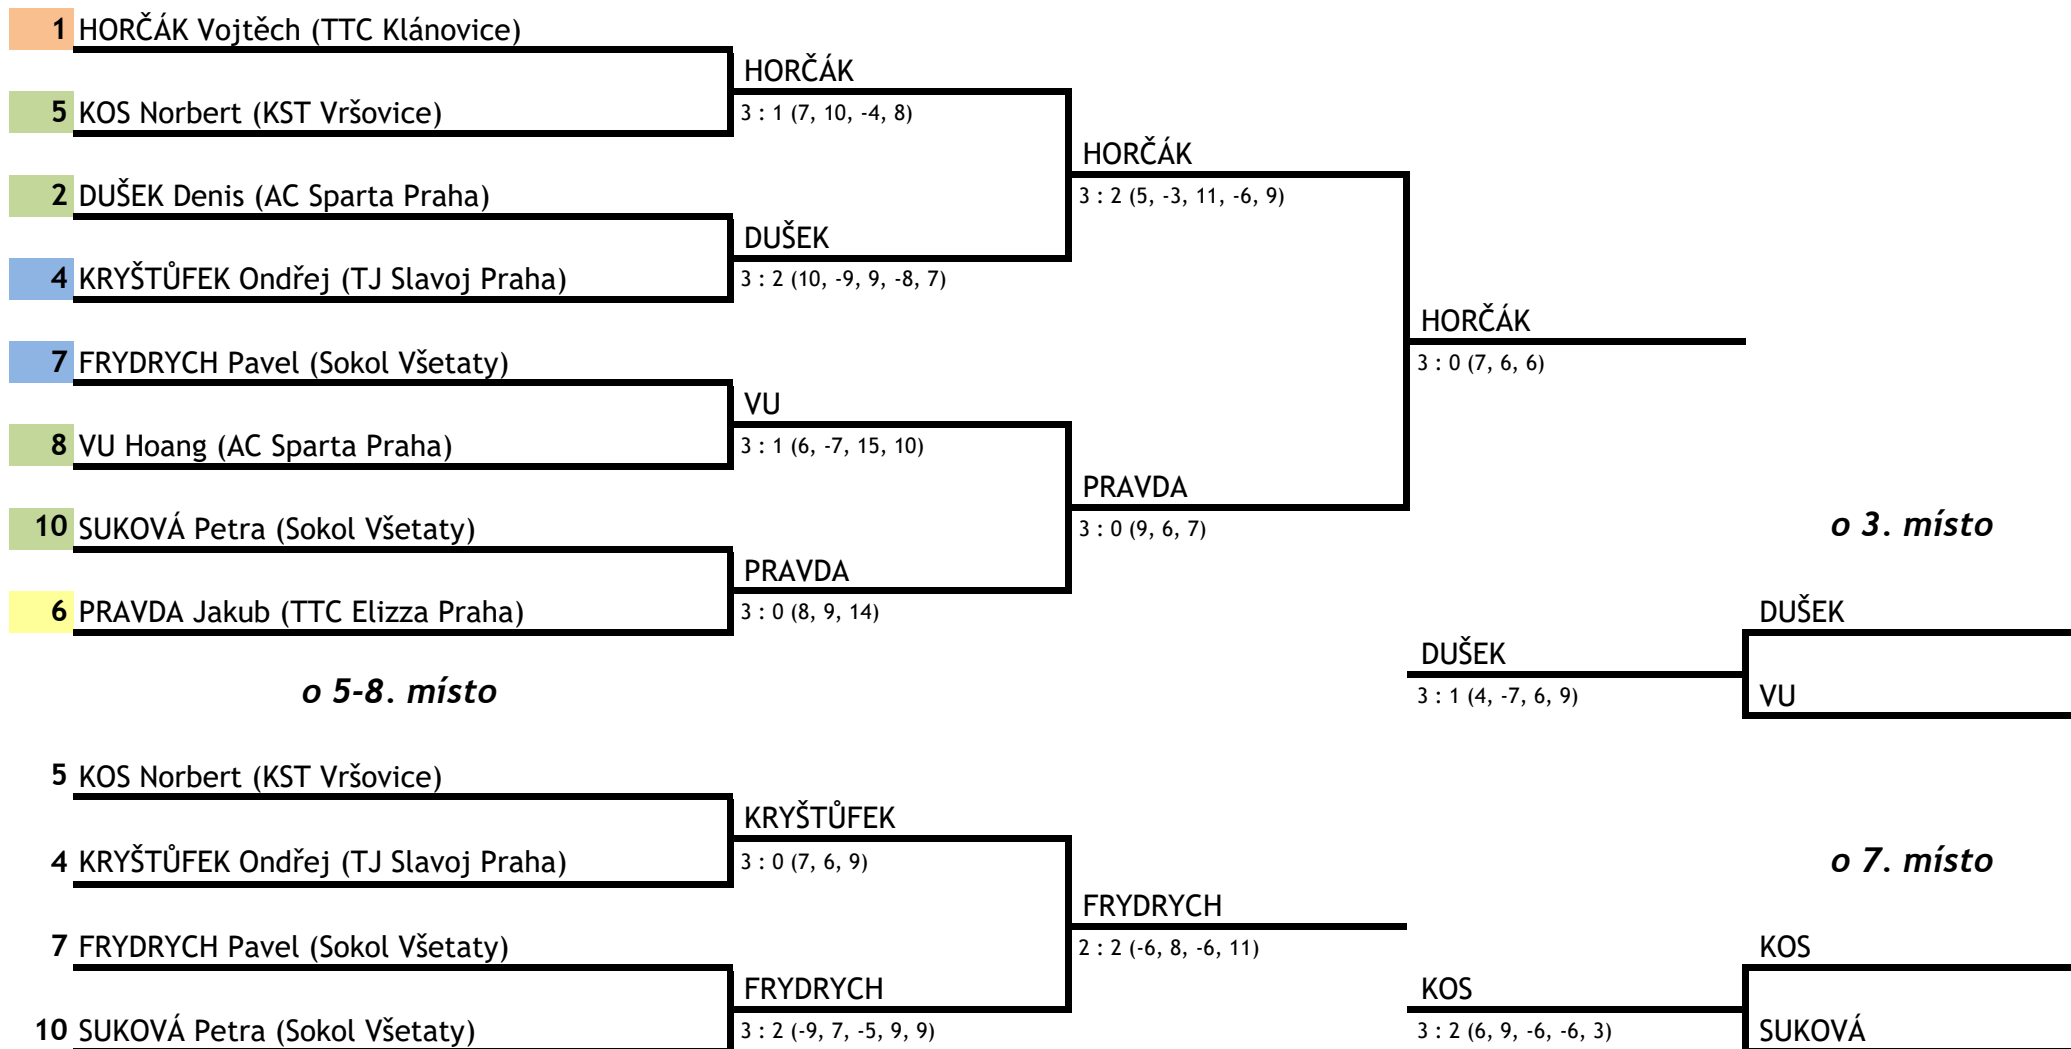 1 HORČÁK Vojtěch (TTC Klánovice)
HORČÁK
5 KOS Norbert (KST Vršovice)
3 : 1 (7, 10, -4, 8)
HORČÁK
2 DUŠEK Denis (AC Sparta Praha)
3 : 2 (5, -3, 11, -6, 9)
DUŠEK
4 KRYŠTŮFEK Ondřej (TJ Slavoj Praha)
3 : 2 (10, -9, 9, -8, 7)
HORČÁK
7 FRYDRYCH Pavel (Sokol Všetaty)
3 : 0 (7, 6, 6)
VU
8 VU Hoang (AC Sparta Praha)
3 : 1 (6, -7, 15, 10)
PRAVDA
10 SUKOVÁ Petra (Sokol Všetaty)
3 : 0 (9, 6, 7)
o 3. místo
PRAVDA
6 PRAVDA Jakub (TTC Elizza Praha)
3 : 0 (8, 9, 14)
DUŠEK
DUŠEK
o 5-8. místo
3 : 1 (4, -7, 6, 9)
VU
5 KOS Norbert (KST Vršovice)
KRYŠTŮFEK
4 KRYŠTŮFEK Ondřej (TJ Slavoj Praha)
3 : 0 (7, 6, 9)
o 7. místo
FRYDRYCH
7 FRYDRYCH Pavel (Sokol Všetaty)
2 : 2 (-6, 8, -6, 11)
KOS
FRYDRYCH
KOS
10 SUKOVÁ Petra (Sokol Všetaty)
3 : 2 (-9, 7, -5, 9, 9)
3 : 2 (6, 9, -6, -6, 3)
SUKOVÁ